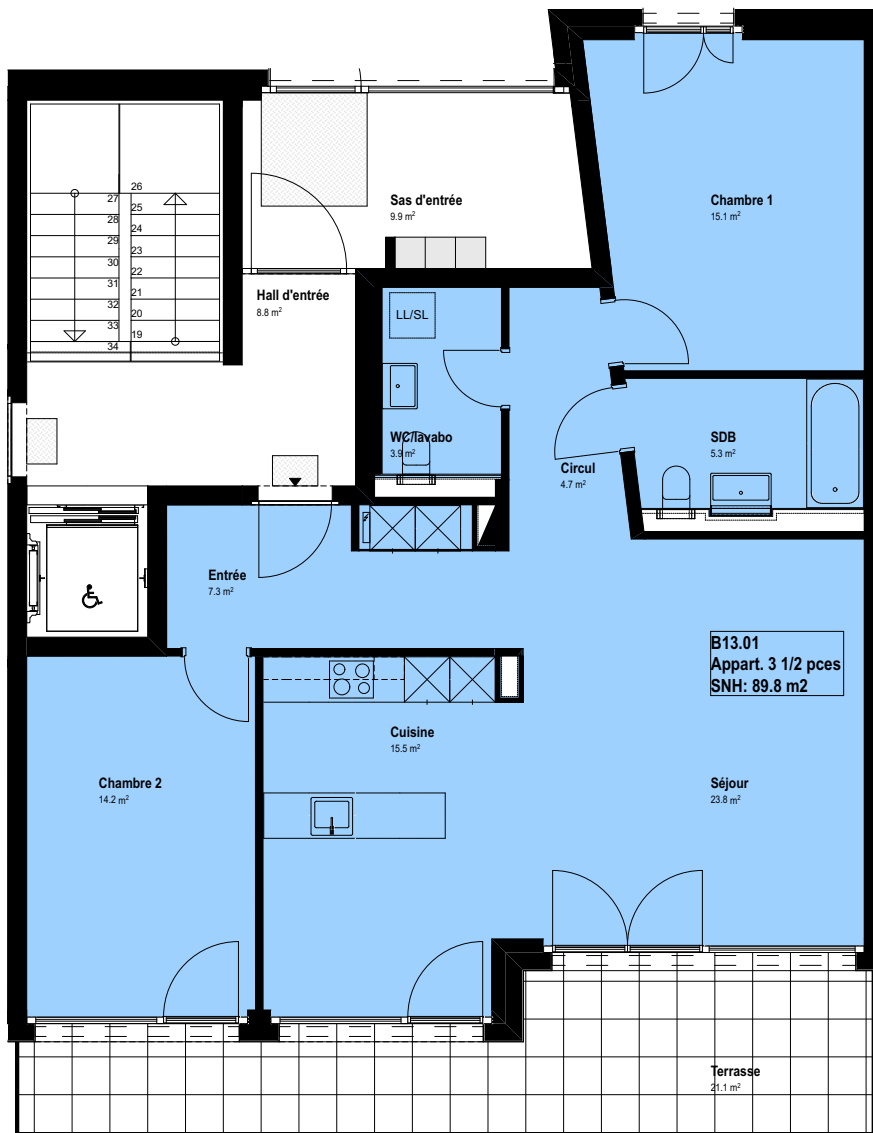 26
27
25
28
24
29
23
30
22
31
21
32
20
33
19
34
Sas d'entrée
9.9 m²
Chambre 1
15.1 m²
Hall d'entrée
8.8 m²
LL/SL
WC/lavabo
3.9 m²
SDB
5.3 m²
Circul
4.7 m²
Entrée
7.3 m²
B13.01
Appart. 3 1/2 pces
SNH: 89.8 m2
Cuisine
15.5 m²
Chambre 2
14.2 m²
Séjour
23.8 m²
Terrasse
21.1 m²